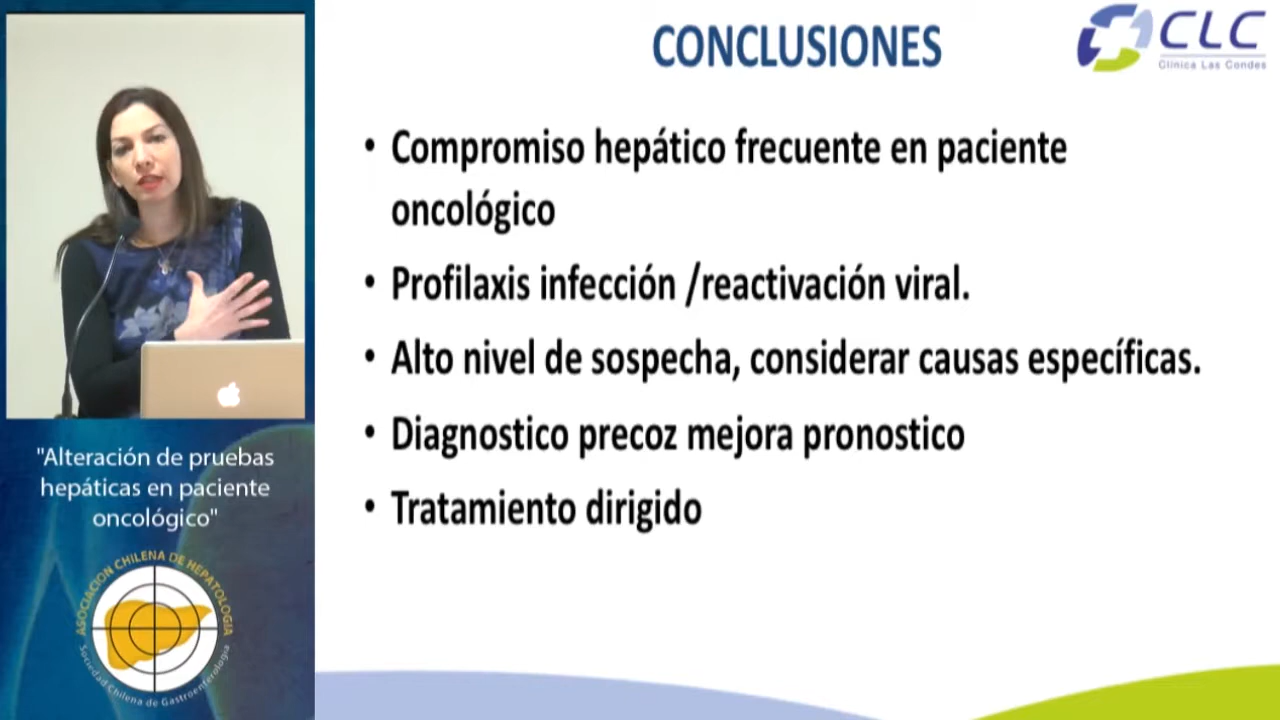 CONCLUSIONES
CLC
Clínica Las Condes
• Compromiso hepático frecuente en paciente
oncológico
• Profilaxis infección /reactivación viral.
• Alto nivel de sospecha, considerar causas específicas.
• Diagnostico precoz mejora pronostico
• Tratamiento dirigido
"Alteración de pruebas
hepáticas en paciente
oncológico"
ASOCIACION CHILENA DE HEPATOLOGIA
Sociedad Chilena de Gastroenterología